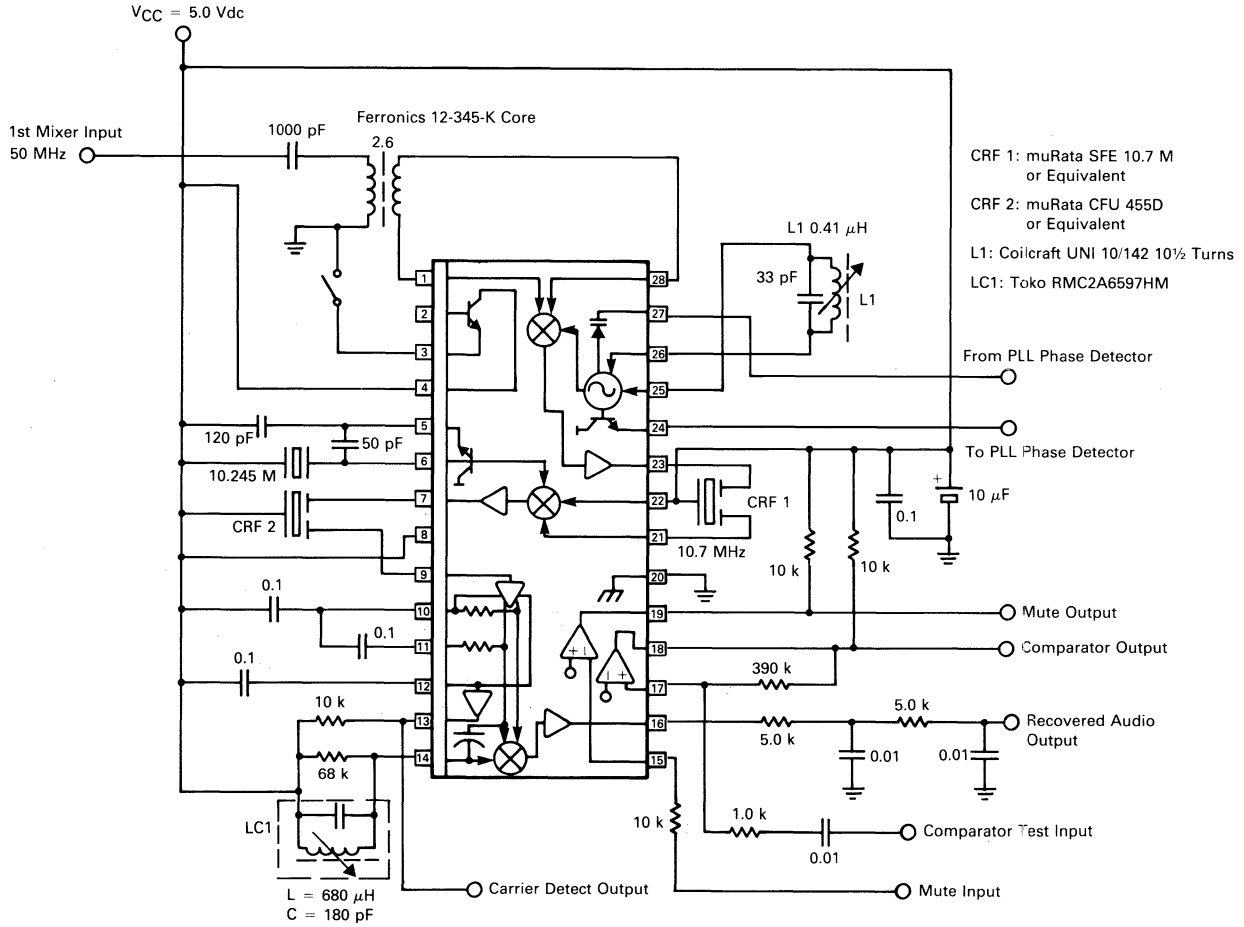 VCC = 5.0 Vdc
Ferronics 12-345-K Core
1st Mixer Input
50 MHz
1000 pF
2.6
CRF 1: muRata SFE 10.7 M
or Equivalent
CRF 2: muRata CFU 455D
or Equivalent
L1: Coilcraft UNI 10/142 10½ Turns
LC1: Toko RMC2A6597HM
L1 0.41 μH
33 pF
L1
1
2
3
4
5
6
7
8
9
10
11
12
13
14
28
27
26
25
24
23
22
21
20
19
18
17
16
15
From PLL Phase Detector
To PLL Phase Detector
120 pF
50 pF
10.245 M
CRF 2
CRF 1
10.7 MHz
+
10 μF
0.1
10 k
10 k
0.1
0.1
0.1
+
+
Mute Output
Comparator Output
390 k
10 k
68 k
5.0 k
5.0 k
Recovered Audio
Output
0.01
0.01
LC1
10 k
1.0 k
0.01
Comparator Test Input
Carrier Detect Output
Mute Input
L = 680 μH
C = 180 pF